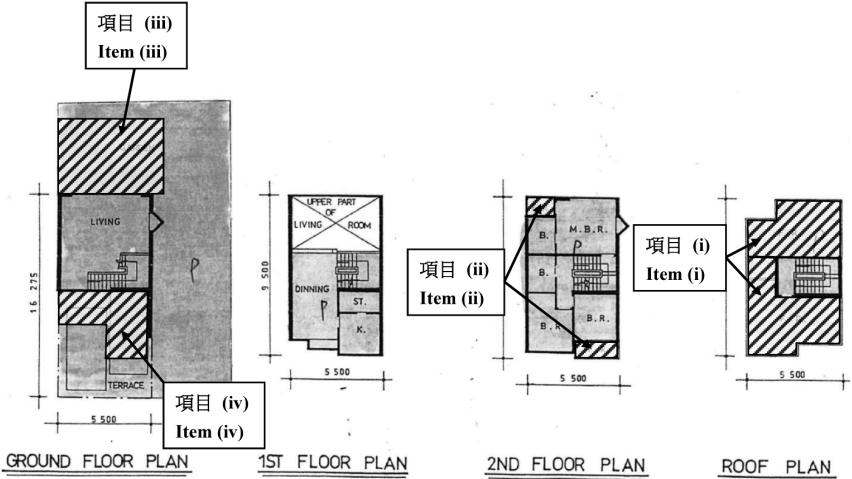 項目 (iii)
Item (iii)
LIVING
P
16 275
TERRACE
5 500
項目 (iv)
Item (iv)
GROUND FLOOR PLAN
UPPER PART
OF
LIVING ROOM
9 500
DINNING
P
ST.
K.
5 500
1ST FLOOR PLAN
項目 (ii)
Item (ii)
B.
M.B.R.
P
B.
B.R
B.R.
5 500
2ND FLOOR PLAN
項目 (i)
Item (i)
5 500
ROOF PLAN